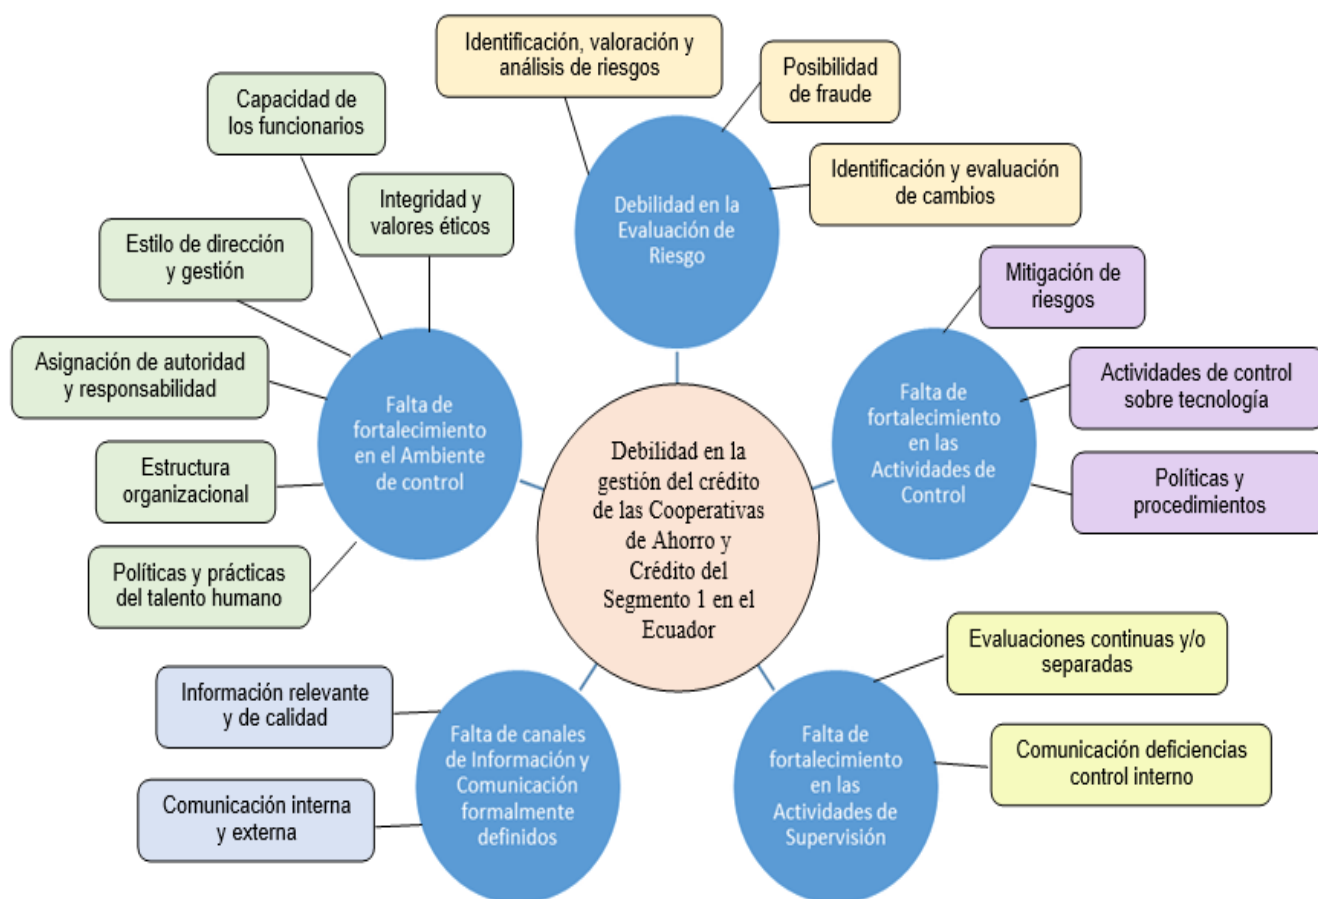 Identificación, valoración y
análisis de riesgos
Posibilidad
de fraude
Identificación y evaluación
de cambios
Debilidad en la
Evaluación de
Riesgo
Capacidad de
los funcionarios
Integridad y
valores éticos
Estilo de dirección
y gestión
Asignación de autoridad
y responsabilidad
Estructura
organizacional
Políticas y prácticas
del talento humano
Falta de
fortalecimiento
en el Ambiente
de control
Mitigación de
riesgos
Actividades de control
sobre tecnología
Políticas y
procedimientos
Falta de
fortalecimiento
en las
Actividades de
Control
Debilidad en la
gestión del crédito
de las Cooperativas
de Ahorro y
Crédito del
Segmento 1 en el
Ecuador
Información relevante
y de calidad
Comunicación interna
y externa
Falta de canales
de Información y
Comunicación
formalmente
definidos
Evaluaciones continuas y/o
separadas
Comunicación deficiencias
control interno
Falta de
fortalecimiento
en las
Actividades de
Supervisión